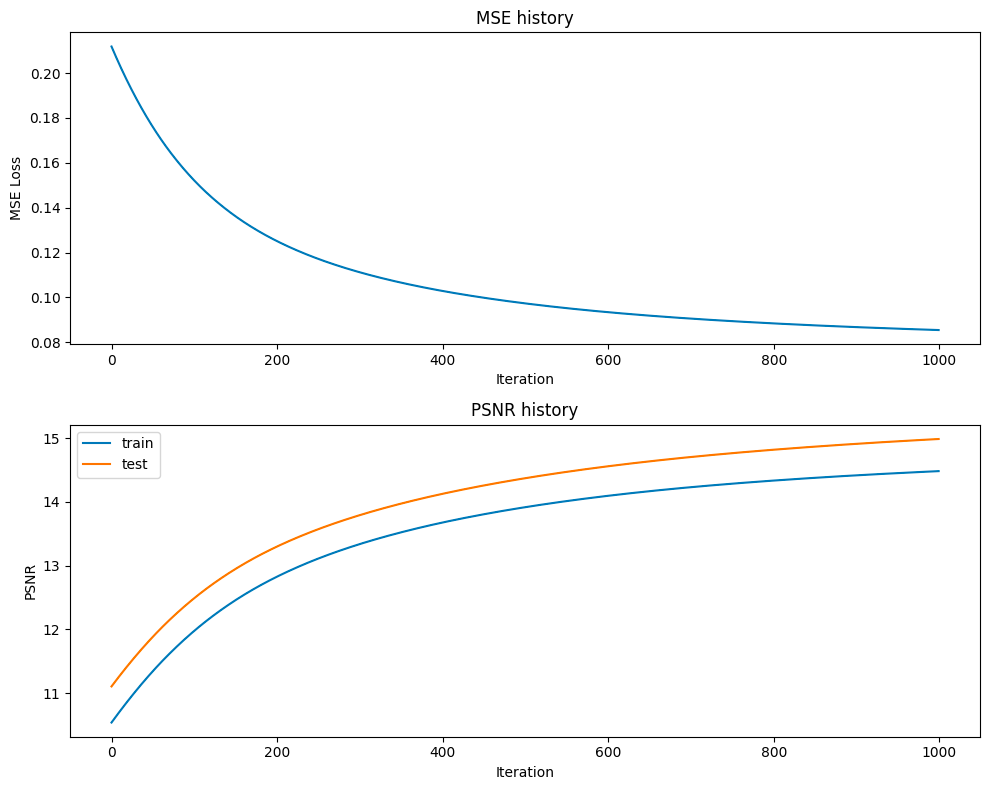 MSE history
0.20
0.18
0.16
0.14
0.12
0.10
0.08
MSE Loss
0 200 400 600 800 1000
Iteration
PSNR history
train
test
15
14
13
12
11
PSNR
0 200 400 600 800 1000
Iteration